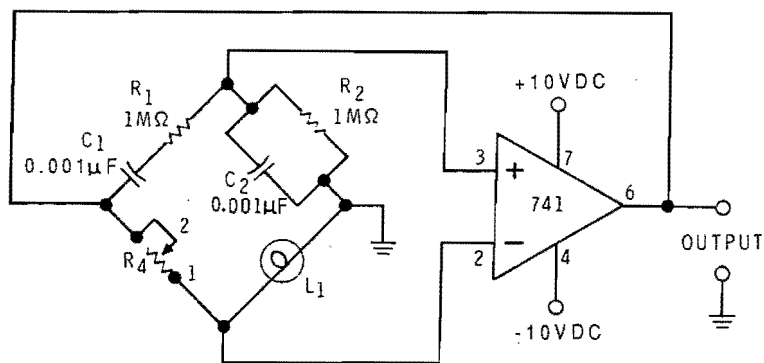 R1
1MΩ
C1
0.001μF
R2
1MΩ
C2
0.001μF
2
R4
1
L1
+10VDC
7
3
+
741
6
−
2
4
-10VDC
OUTPUT